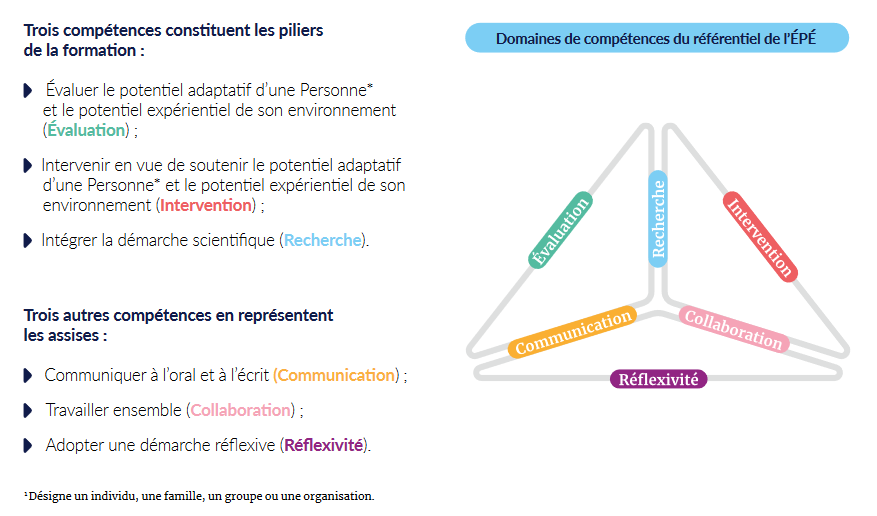 Trois compétences constituent les piliers
de la formation :
Évaluer le potentiel adaptatif d'une Personne*
et le potentiel expérientiel de son environnement
(Évaluation) ;
Intervenir en vue de soutenir le potentiel adaptatif
d'une Personne* et le potentiel expérientiel de son
environnement (Intervention) ;
Intégrer la démarche scientifique (Recherche).
Trois autres compétences en représentent
les assises :
Communiquer à l'oral et à l'écrit (Communication) ;
Travailler ensemble (Collaboration) ;
Adopter une démarche réflexive (Réflexivité).
¹Désigne un individu, une famille, un groupe ou une organisation.
Domaines de compétences du référentiel de l'ÉPÉ
Évaluation
Recherche
Intervention
Communication
Collaboration
Réflexivité